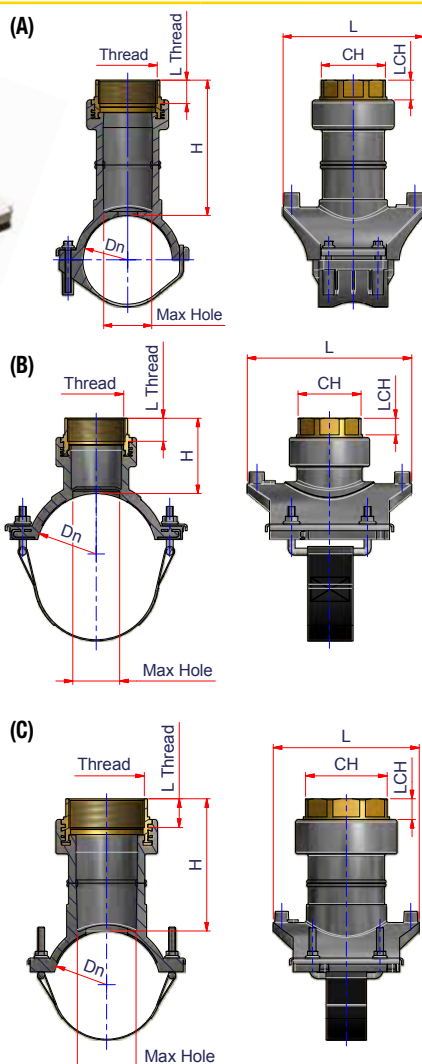 (A)
Thread
L Thread
H
Dn
Max Hole
L
CH
LCH
(B)
Thread
L Thread
H
Dn
Max Hole
L
CH
LCH
(C)
Thread
L Thread
H
Dn
Max Hole
L
CH
LCH